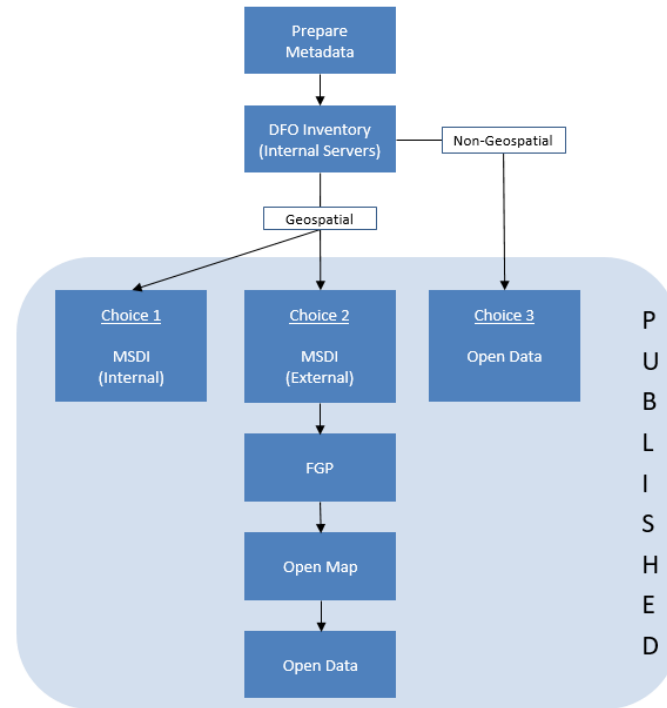 Prepare
Metadata
DFO Inventory
(Internal Servers)
Non-Geospatial
Geospatial
Choice 1
MSDI
(Internal)
Choice 2
MSDI
(External)
Choice 3
Open Data
FGP
Open Map
Open Data
P
U
B
L
I
S
H
E
D